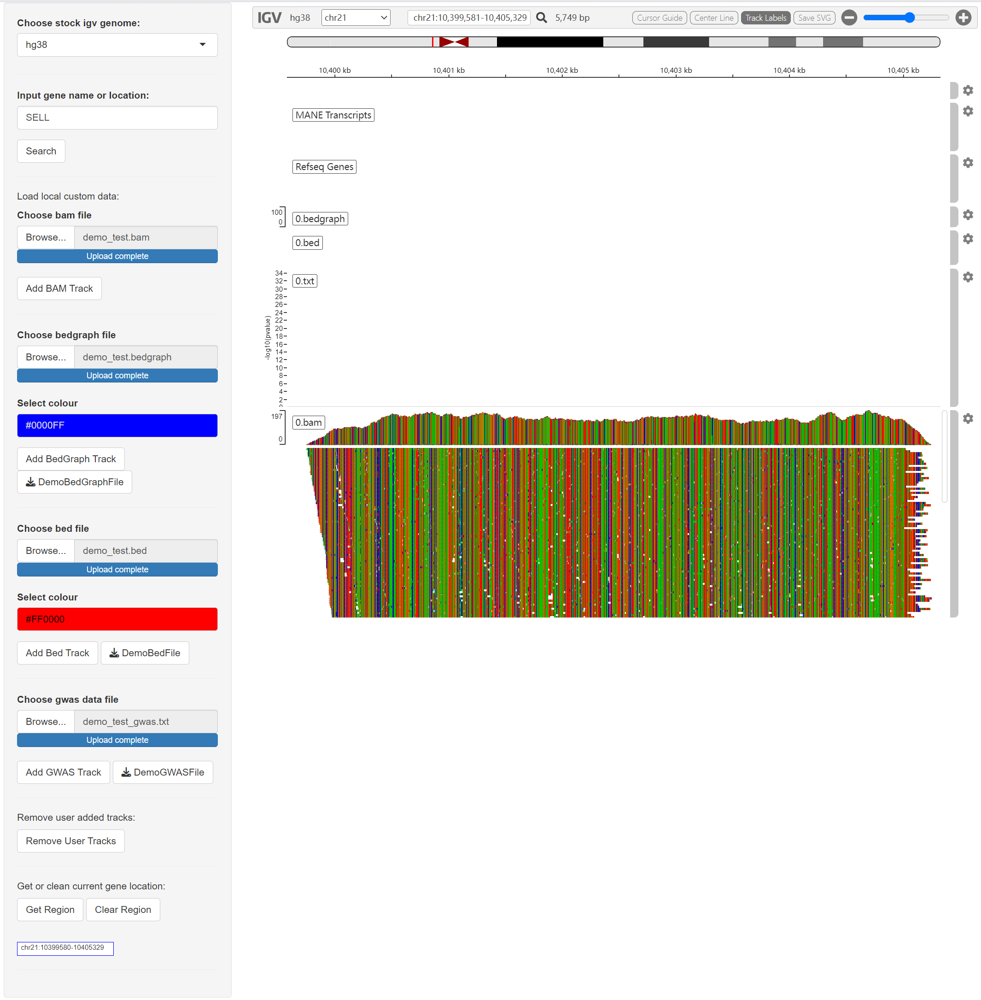 Choose stock igv genome:
hg38
Input gene name or location:
SELL
Search
Load local custom data:
Choose bam file
Browse... demo_test.bam
Upload complete
Add BAM Track
Choose bedgraph file
Browse... demo_test.bedgraph
Upload complete
Select colour
#0000FF
Add BedGraph Track
DemoBedGraphFile
Choose bed file
Browse... demo_test.bed
Upload complete
Select colour
#FF0000
Add Bed Track DemoBedFile
Choose gwas data file
Browse... demo_test_gwas.txt
Upload complete
Add GWAS Track DemoGWASFile
Remove user added tracks:
Remove User Tracks
Get or clean current gene location:
Get Region Clear Region
chr21:10399580-10405329
IGV hg38 chr21 chr21:10,399,581-10,405,329 5,749 bp Cursor Guide Center Line Track Labels Save SVG
10,400 kb 10,401 kb 10,402 kb 10,403 kb 10,404 kb 10,405 kb
MANE Transcripts
Refseq Genes
100
0
0.bedgraph
0.bed
0.txt
-log10(pvalue)
34
32
30
28
26
24
22
20
18
16
14
12
10
8
6
4
2
0
197
0
0.bam